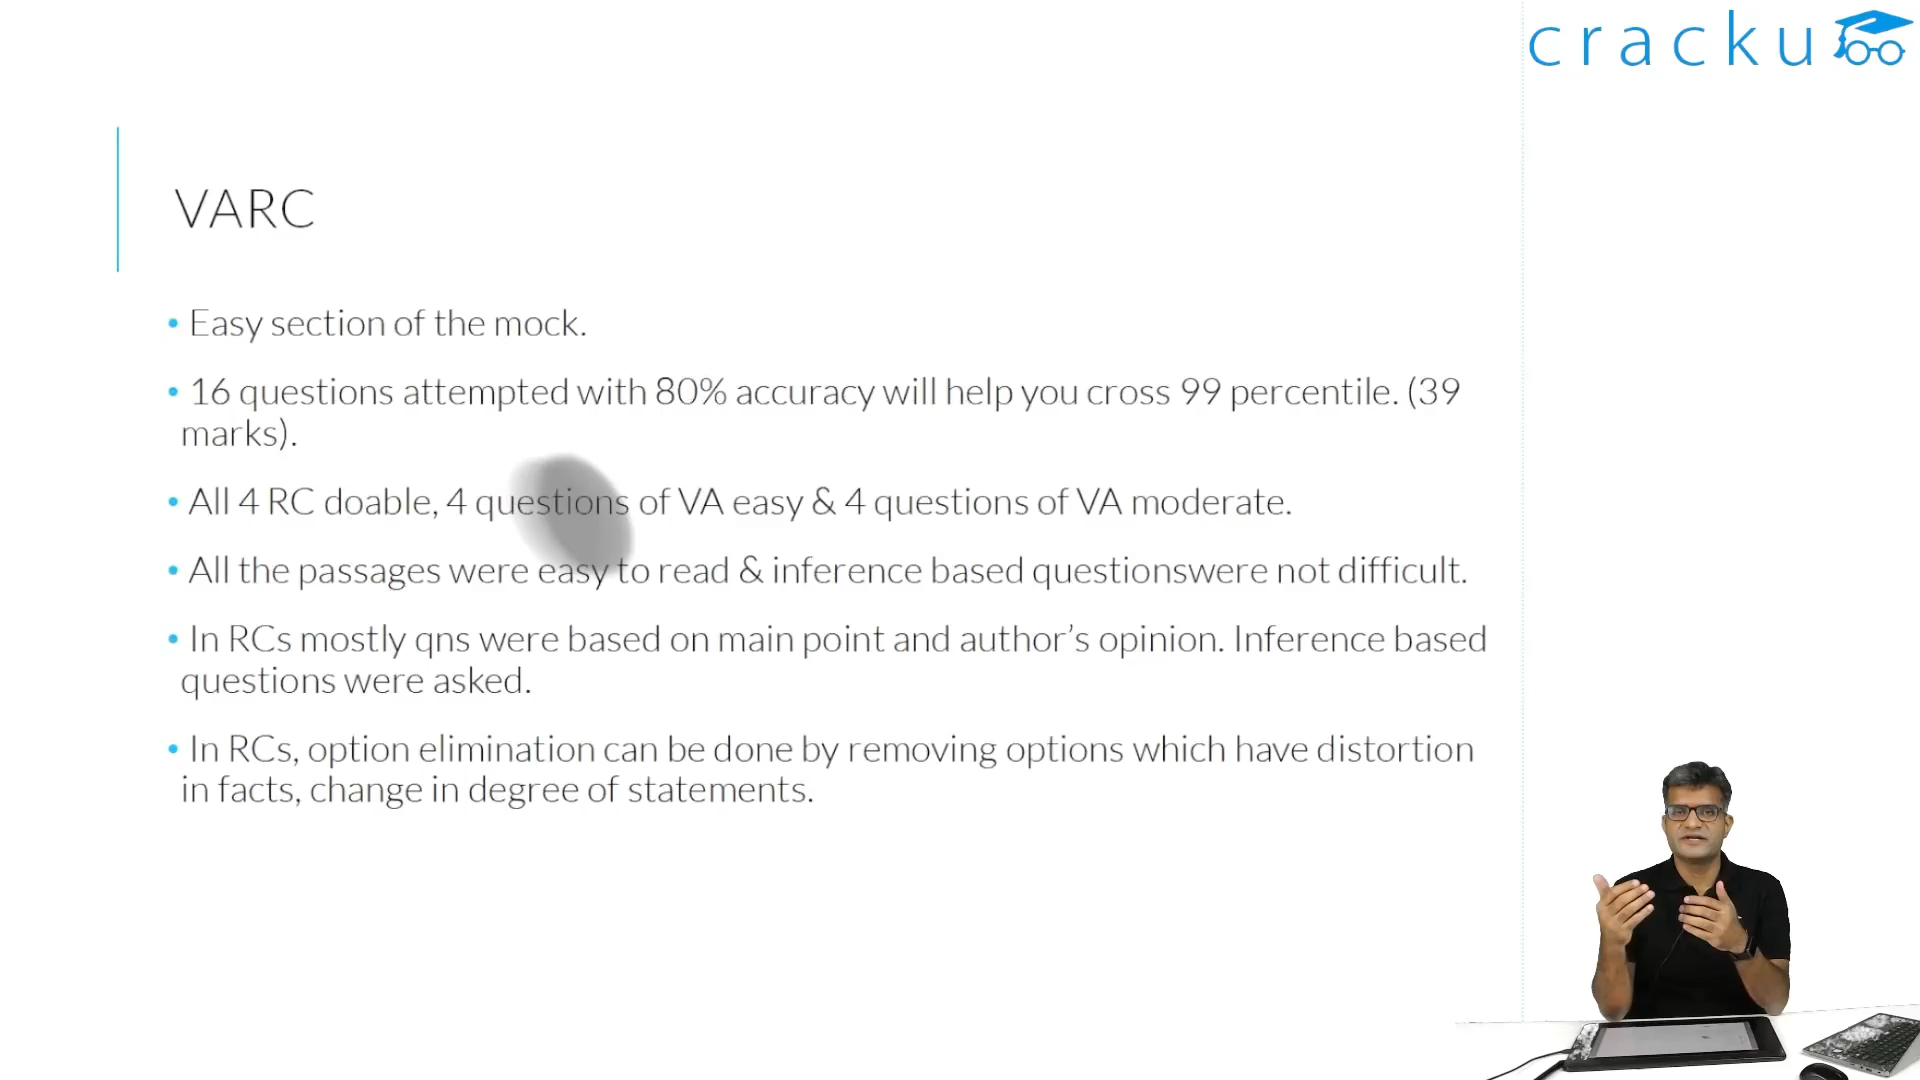 cracku
VARC
• Easy section of the mock.
• 16 questions attempted with 80% accuracy will help you cross 99 percentile. (39
marks).
• All 4 RC doable, 4 questions of VA easy & 4 questions of VA moderate.
• All the passages were easy to read & inference based questionswere not difficult.
• In RCs mostly qns were based on main point and author’s opinion. Inference based
questions were asked.
• In RCs, option elimination can be done by removing options which have distortion
in facts, change in degree of statements.